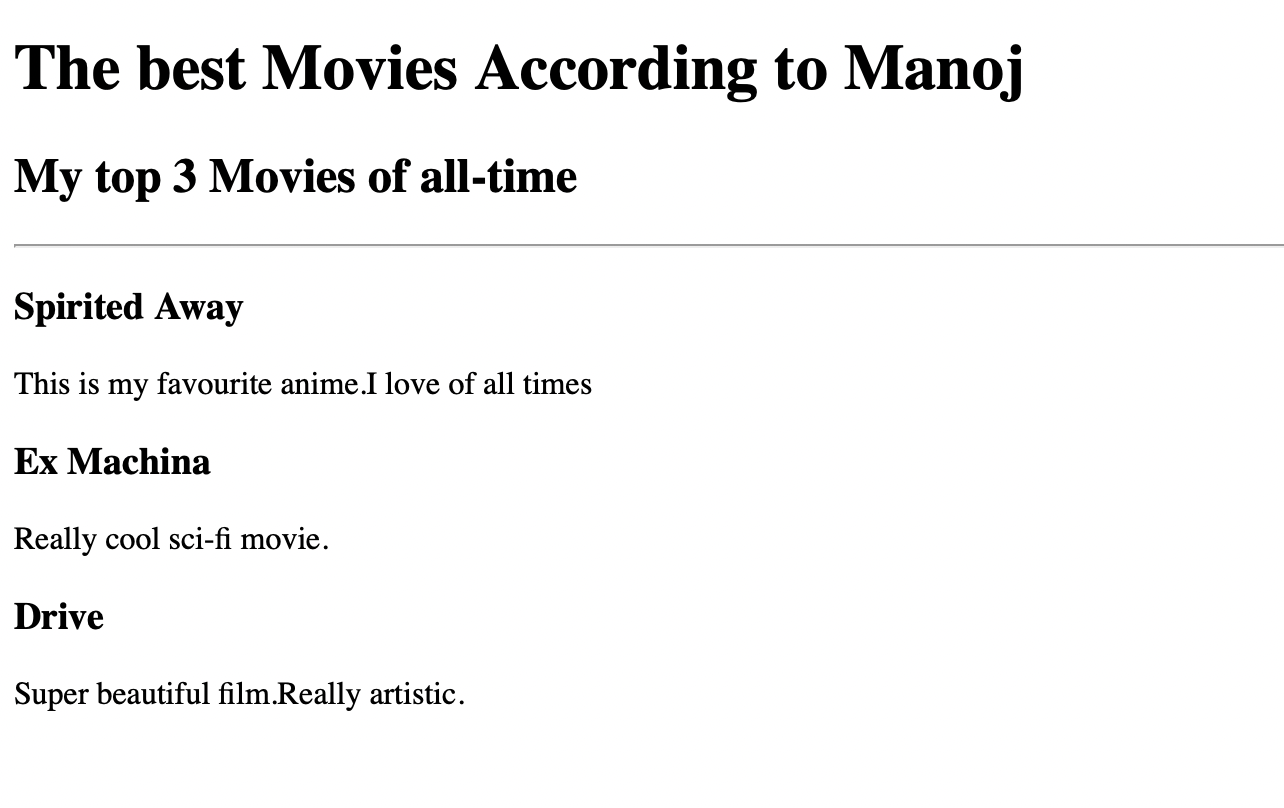 The best Movies According to Manoj
My top 3 Movies of all-time
Spirited Away
This is my favourite anime.I love of all times
Ex Machina
Really cool sci-fi movie.
Drive
Super beautiful film.Really artistic.